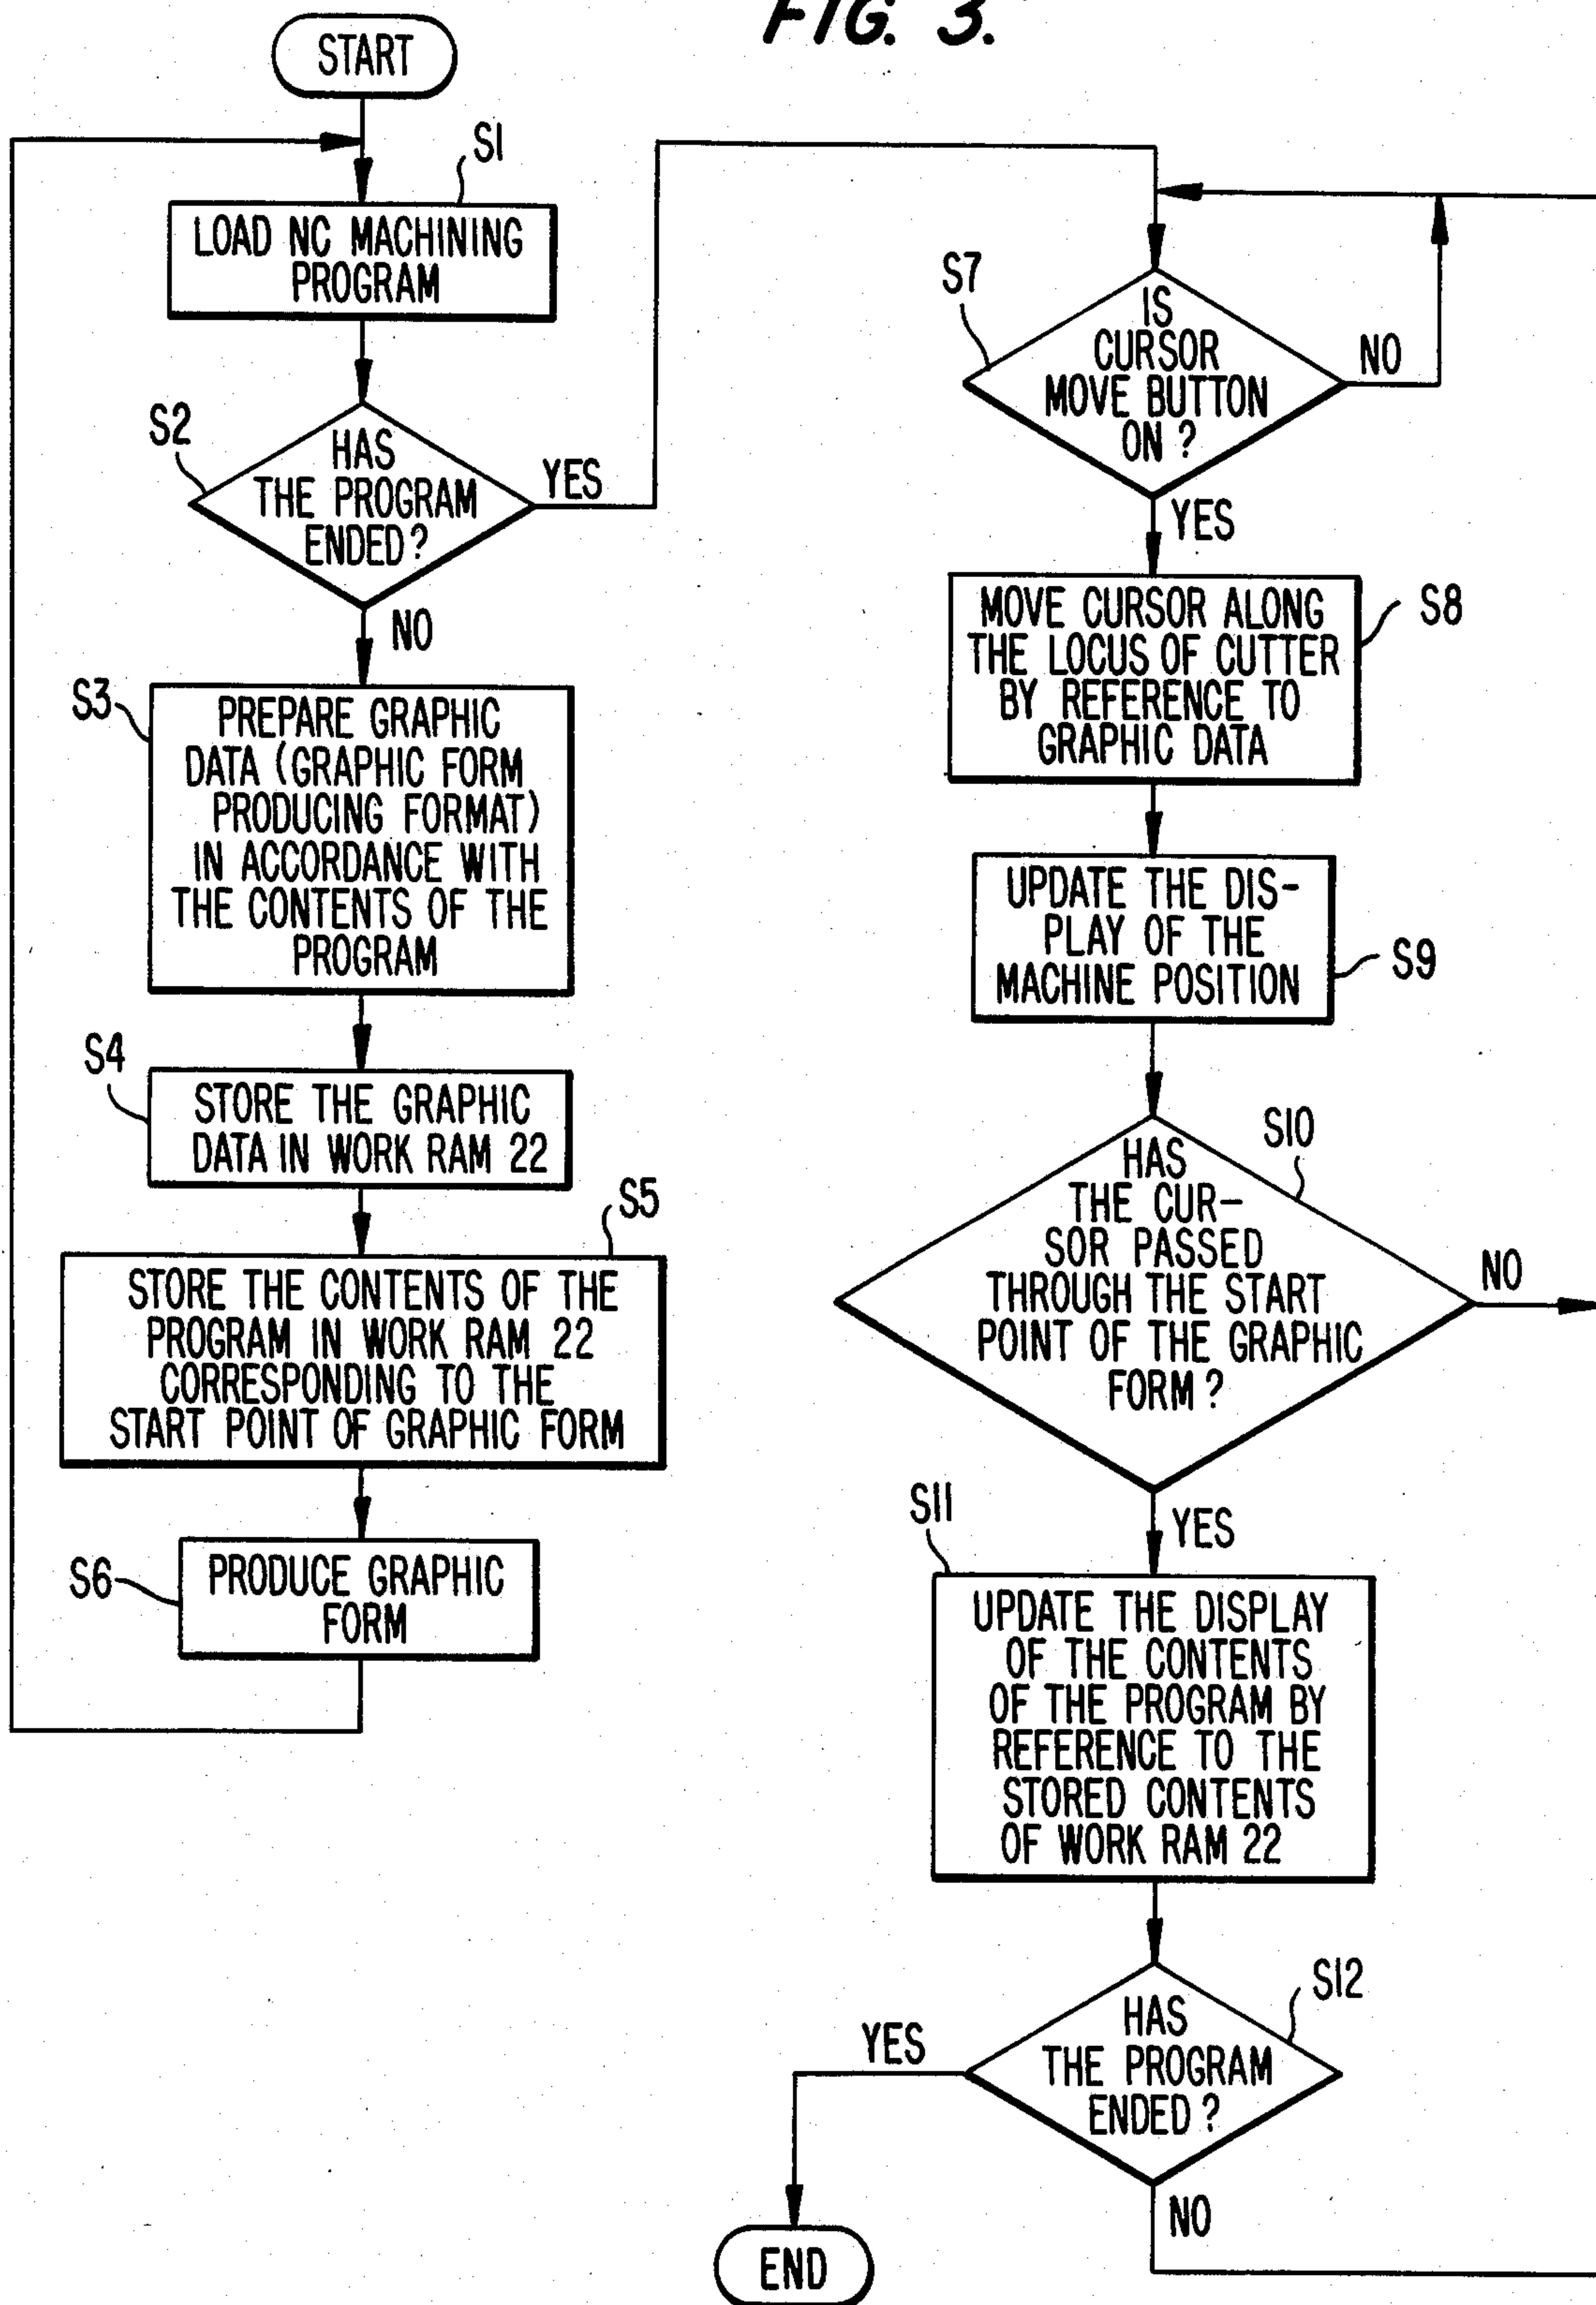 FIG. 3.
START
S1
LOAD NC MACHINING
PROGRAM
S2
HAS
THE PROGRAM
ENDED?
YES
NO
S3
PREPARE GRAPHIC
DATA (GRAPHIC FORM
PRODUCING FORMAT)
IN ACCORDANCE WITH
THE CONTENTS OF THE
PROGRAM
S4
STORE THE GRAPHIC
DATA IN WORK RAM 22
S5
STORE THE CONTENTS OF THE
PROGRAM IN WORK RAM 22
CORRESPONDING TO THE
START POINT OF GRAPHIC FORM
S6
PRODUCE GRAPHIC
FORM
S7
IS
CURSOR
MOVE BUTTON
ON ?
NO
YES
MOVE CURSOR ALONG
THE LOCUS OF CUTTER
BY REFERENCE TO
GRAPHIC DATA
S8
UPDATE THE DIS-
PLAY OF THE
MACHINE POSITION
S9
S10
HAS
THE CUR-
SOR PASSED
THROUGH THE START
POINT OF THE GRAPHIC
FORM ?
NO
YES
S11
UPDATE THE DISPLAY
OF THE CONTENTS
OF THE PROGRAM BY
REFERENCE TO THE
STORED CONTENTS
OF WORK RAM 22
S12
HAS
THE PROGRAM
ENDED ?
YES
NO
END